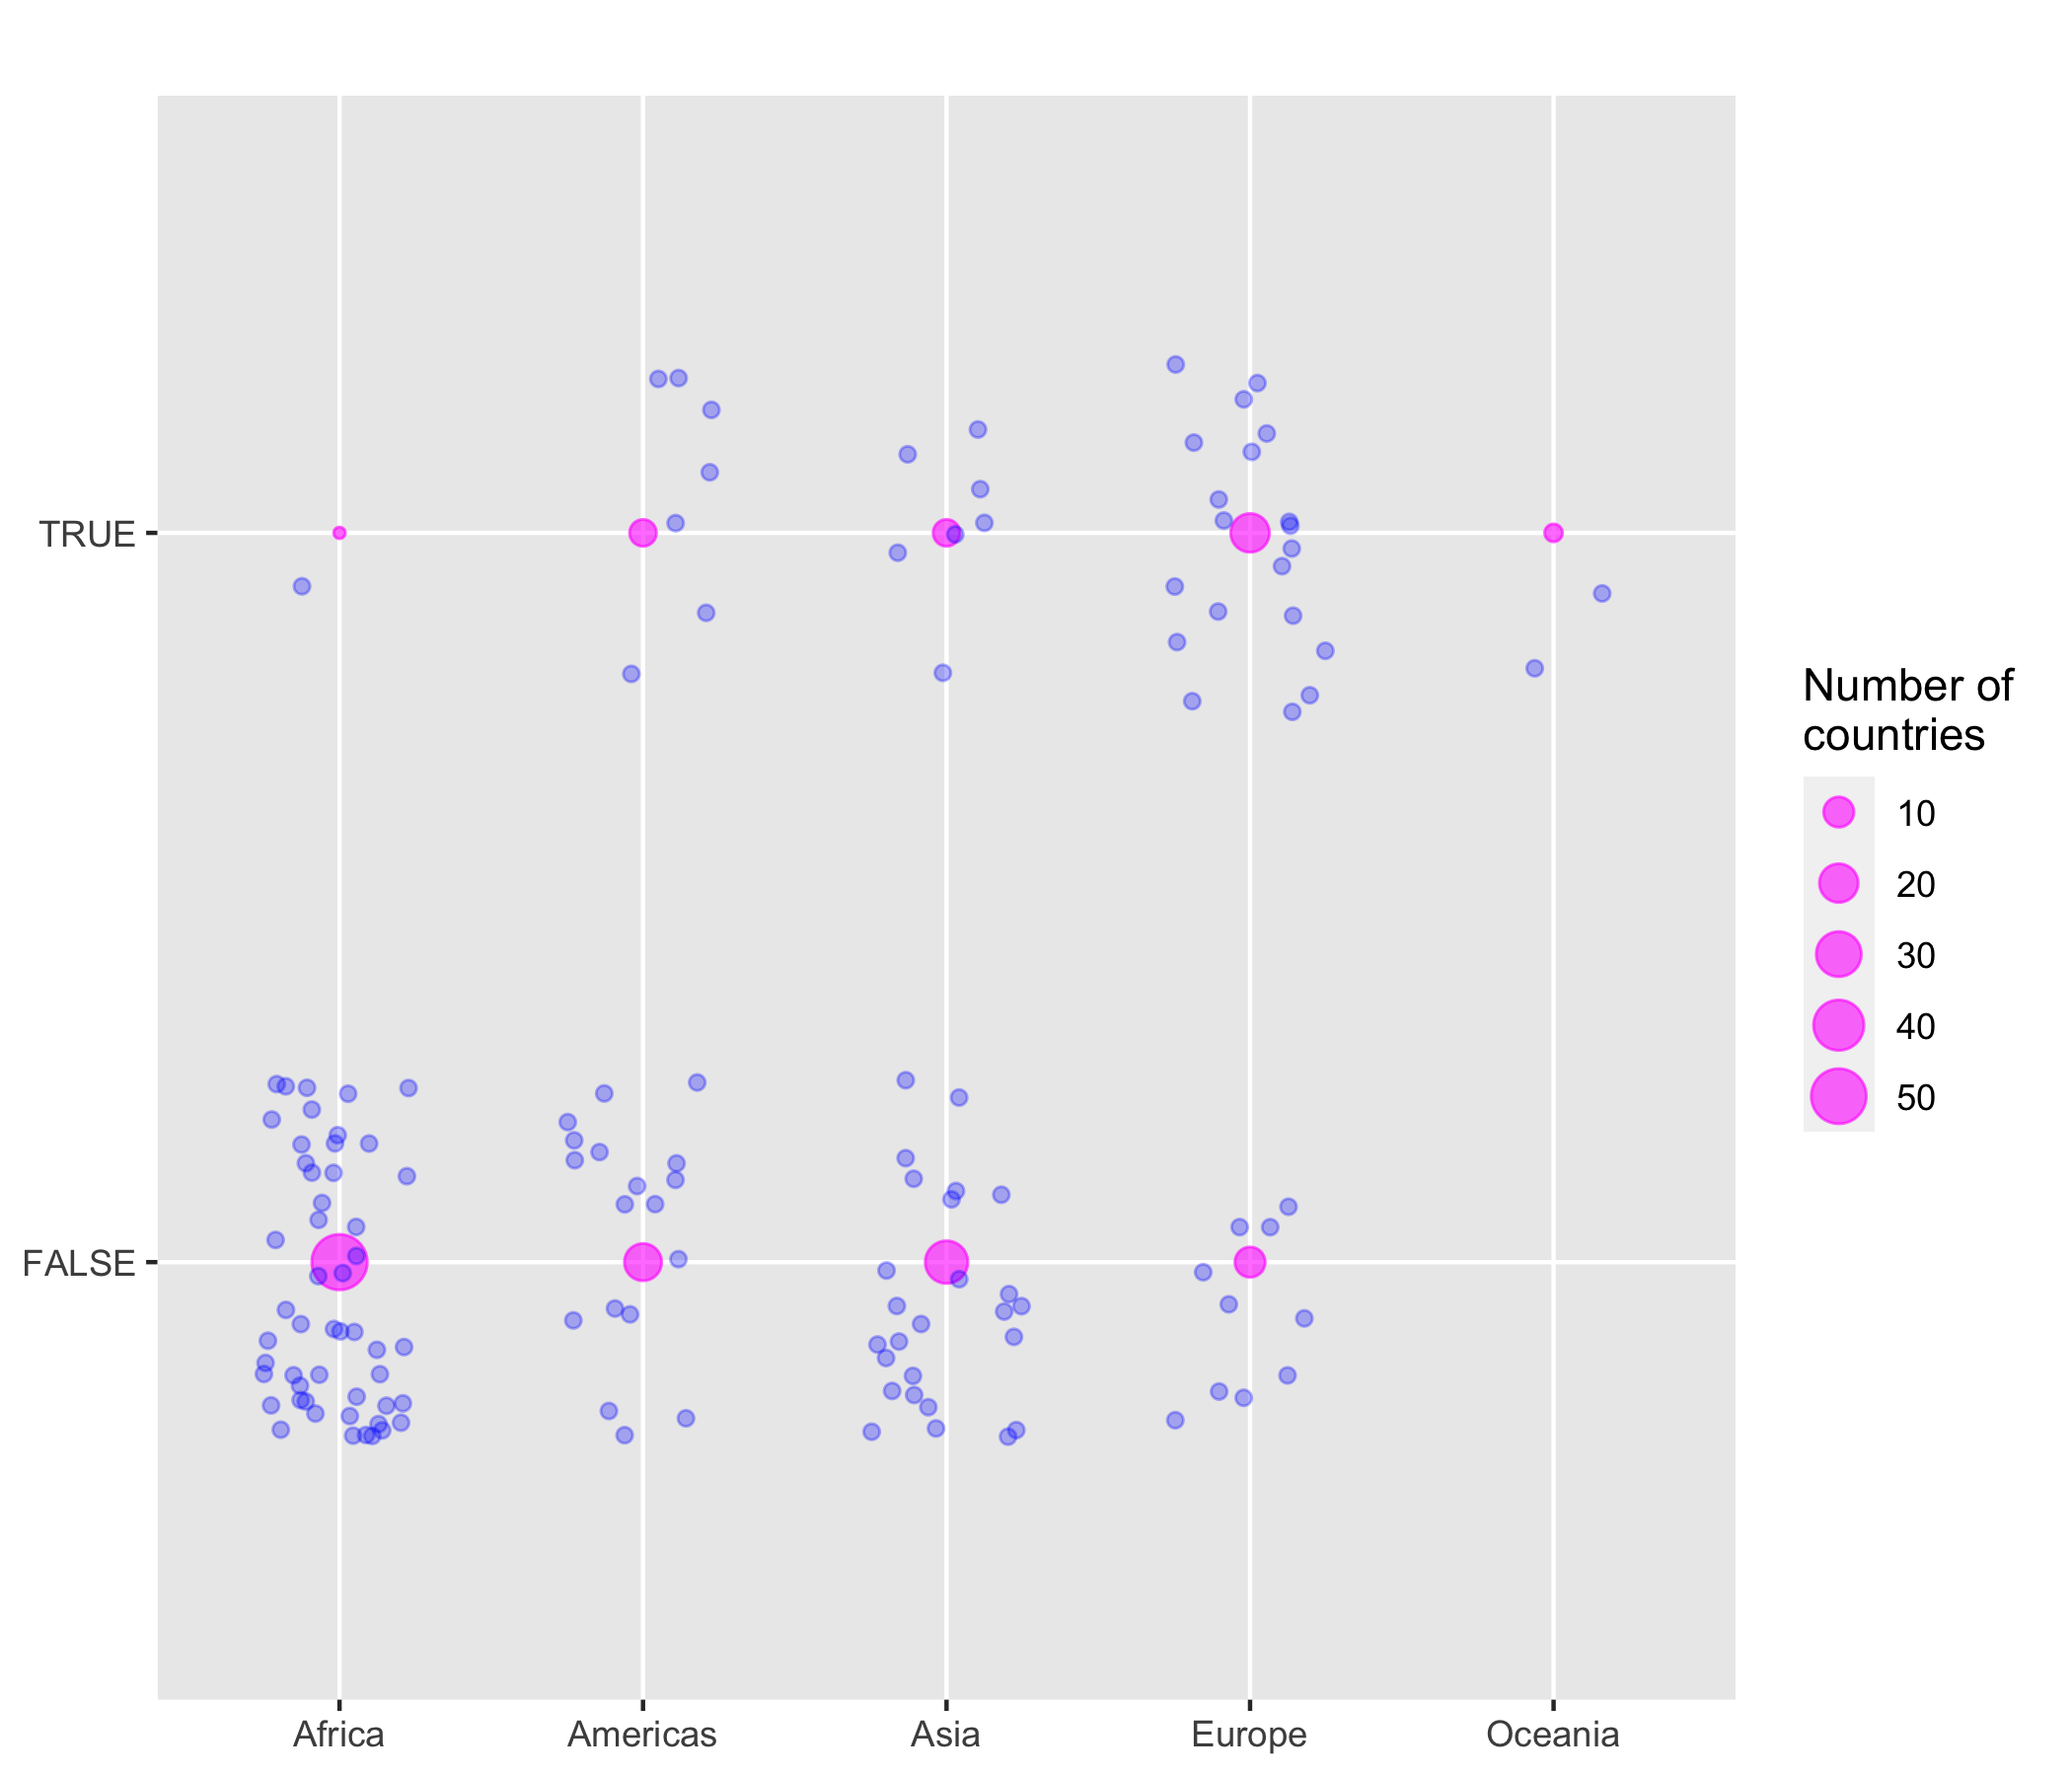 TRUE
FALSE
Africa
Americas
Asia
Europe
Oceania
Number of
countries
10
20
30
40
50